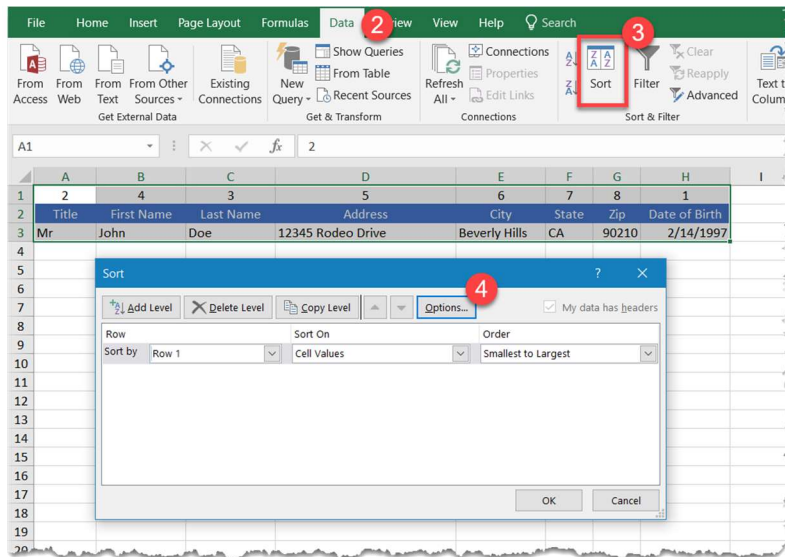 File Home Insert Page Layout Formulas Data 2 View View Help Search
3
From Access From Web From Text From Other Sources Existing Connections New Query Show Queries From Table Recent Sources Refresh All Connections Properties Edit Links Sort Filter Clear Reapply Advanced Text t Colum
Get External Data Get & Transform Connections Sort & Filter
A1 fx 2
A B C D E F G H I
1 2 4 3 5 6 7 8 1
2 Title First Name Last Name Address City State Zip Date of Birth
3 Mr John Doe 12345 Rodeo Drive Beverly Hills CA 90210 2/14/1997
4
5 Sort ? ×
6 4
7 Add Level Delete Level Copy Level Options... My data has headers
8 Row Sort On Order
9 Sort by Row 1 Cell Values Smallest to Largest
10
11
12
13
14
15
16
17 OK Cancel
18
19
20